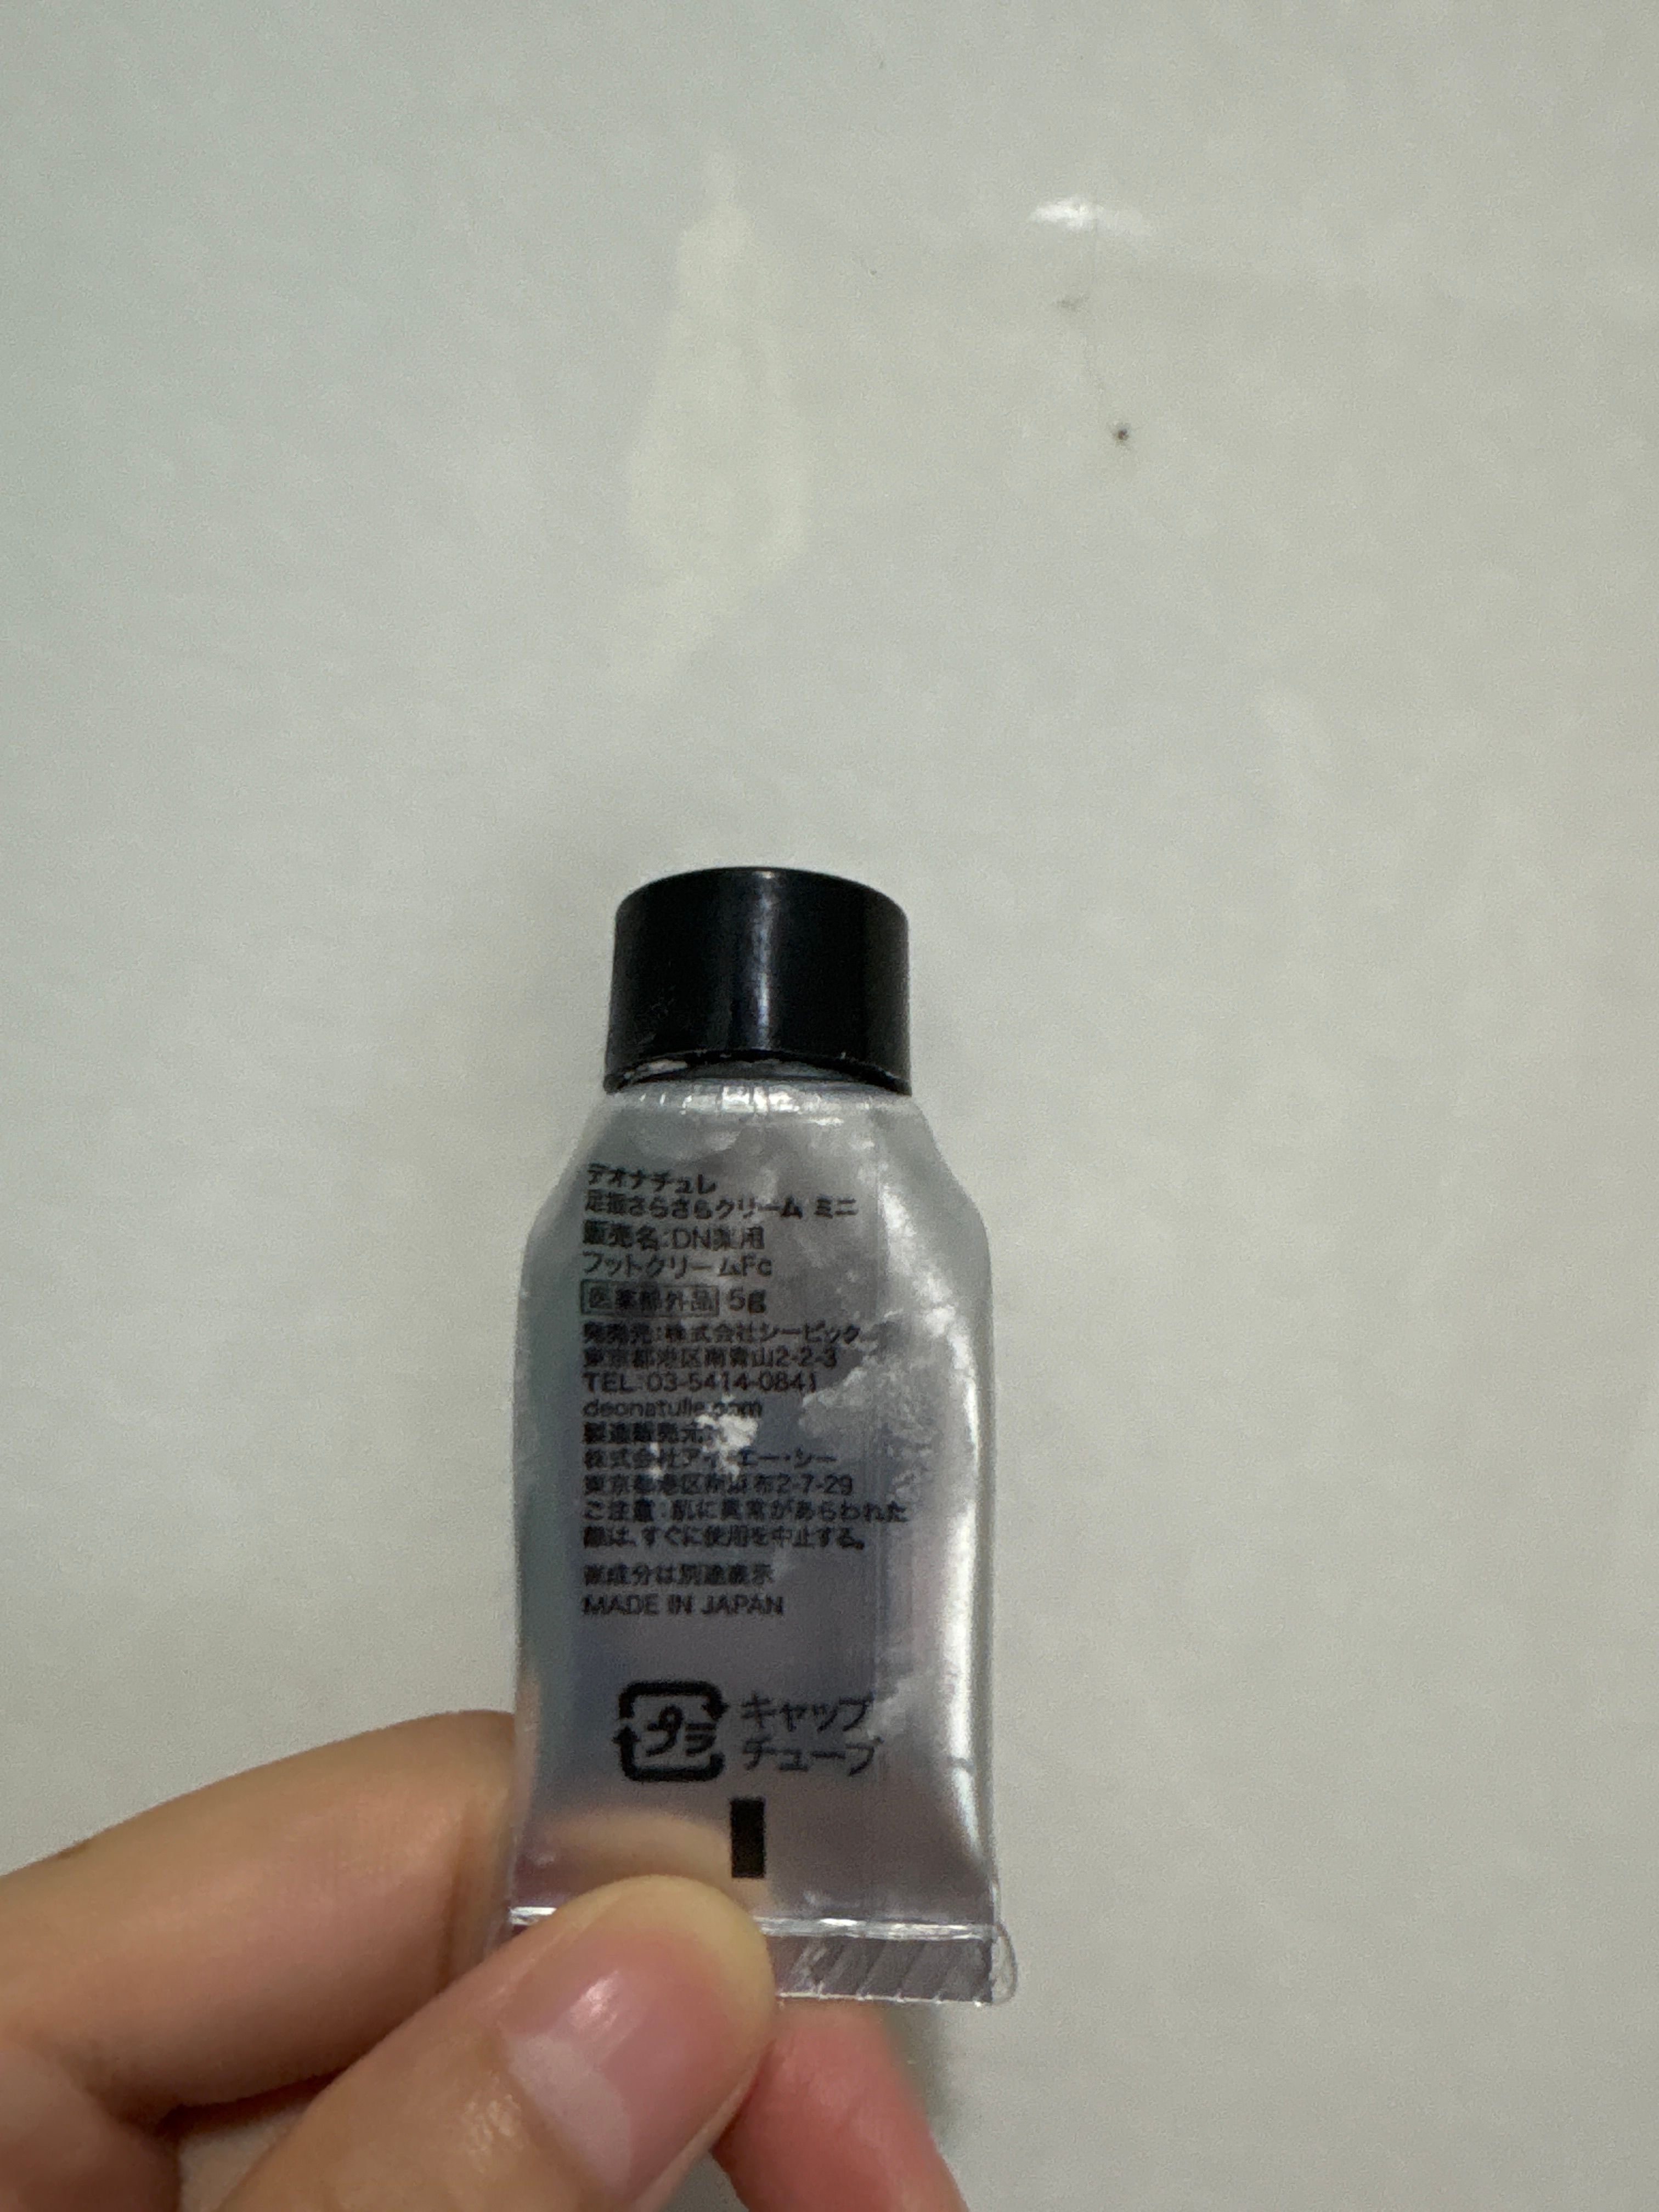 デオナチュレ
足指さらさらクリーム ミニ
販売名:DN薬用
フットクリームFc
医薬部外品 5g
発売元:株式会社シービック
東京都港区南青山2-2-3
TEL:03-5414-0841
deonatulle.com
製造販売元
株式会社アイ・エー・シー
東京都港区南麻布2-7-29
ご注意:肌に異常があらわれた
際は、すぐに使用を中止する。
全成分は別途表示
MADE IN JAPAN
プラ キャップ
チューブ